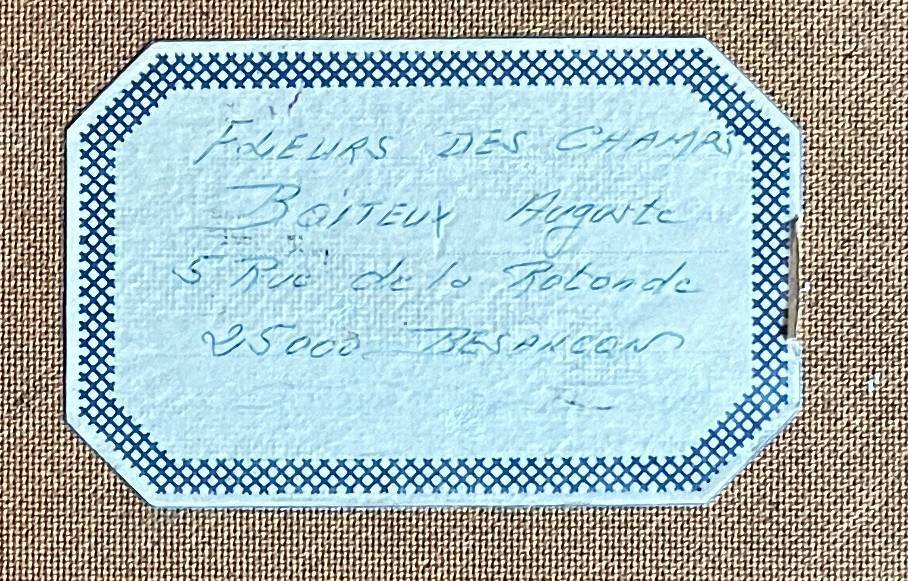 FLEURS DES CHAMPS
BOITEUX Auguste
5 Rue de la Rotonde
25000 BESANCON